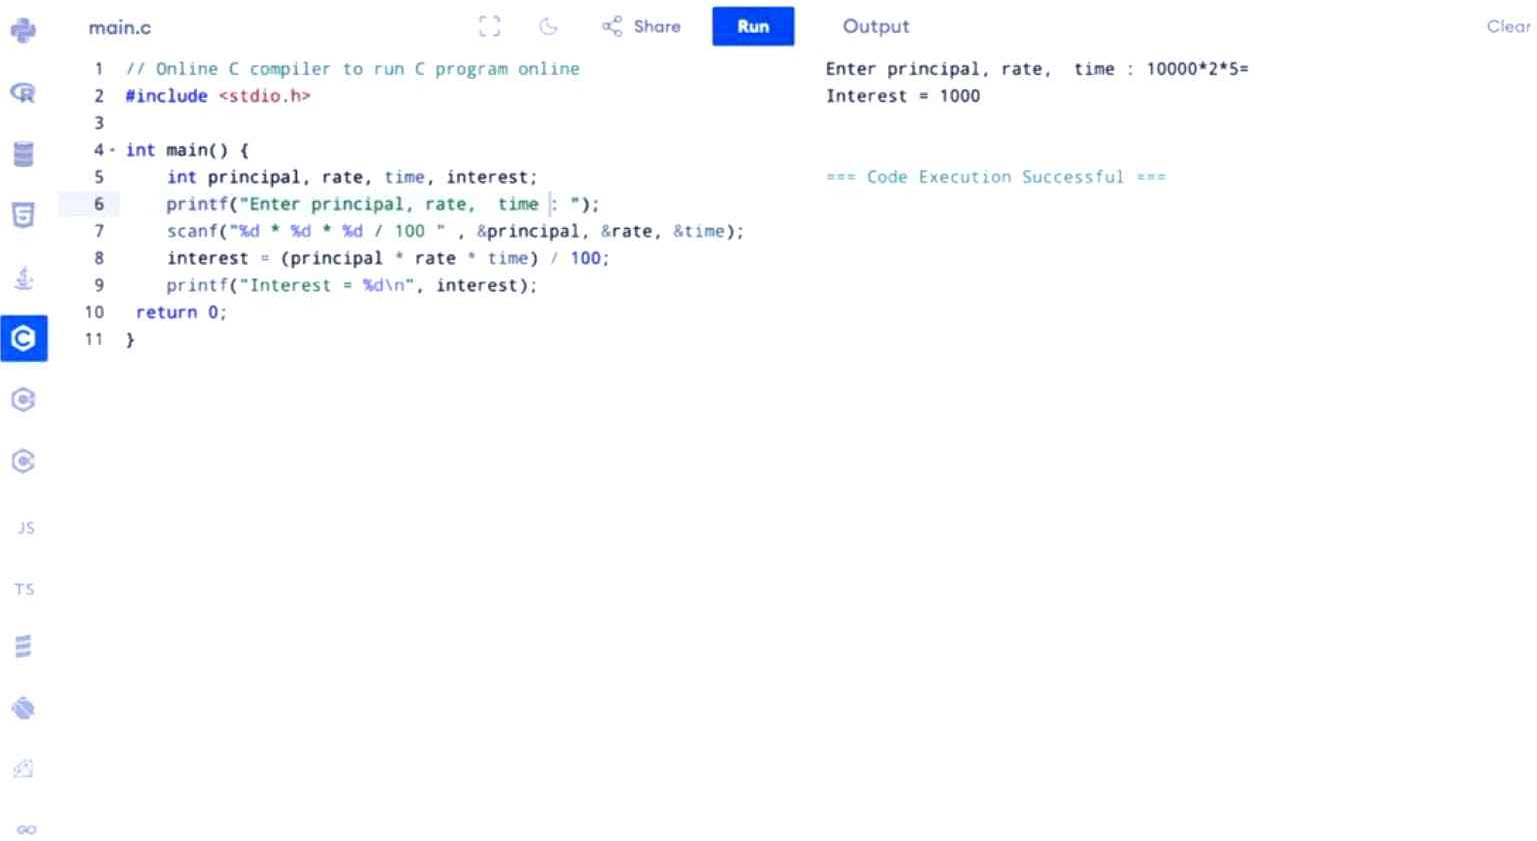 main.c
Share
Run
Output
Clear
1 // Online C compiler to run C program online
2 #include <stdio.h>
3
4 - int main() {
5     int principal, rate, time, interest;
6     printf("Enter principal, rate,  time : ");
7     scanf("%d * %d * %d / 100 " , &principal, &rate, &time);
8     interest = (principal * rate * time) / 100;
9     printf("Interest = %d\n", interest);
10  return 0;
11 }
Enter principal, rate,  time : 10000*2*5=
Interest = 1000
=== Code Execution Successful ===
JS
TS
GO